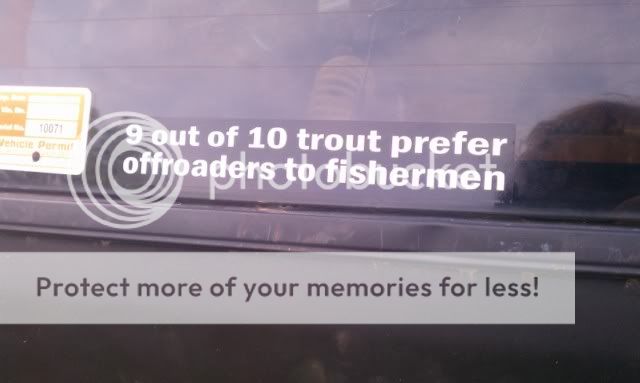 10071
Vehicle Permit
9 out of 10 trout prefer
offroaders to fishermen
photobucket
Protect more of your memories for less!